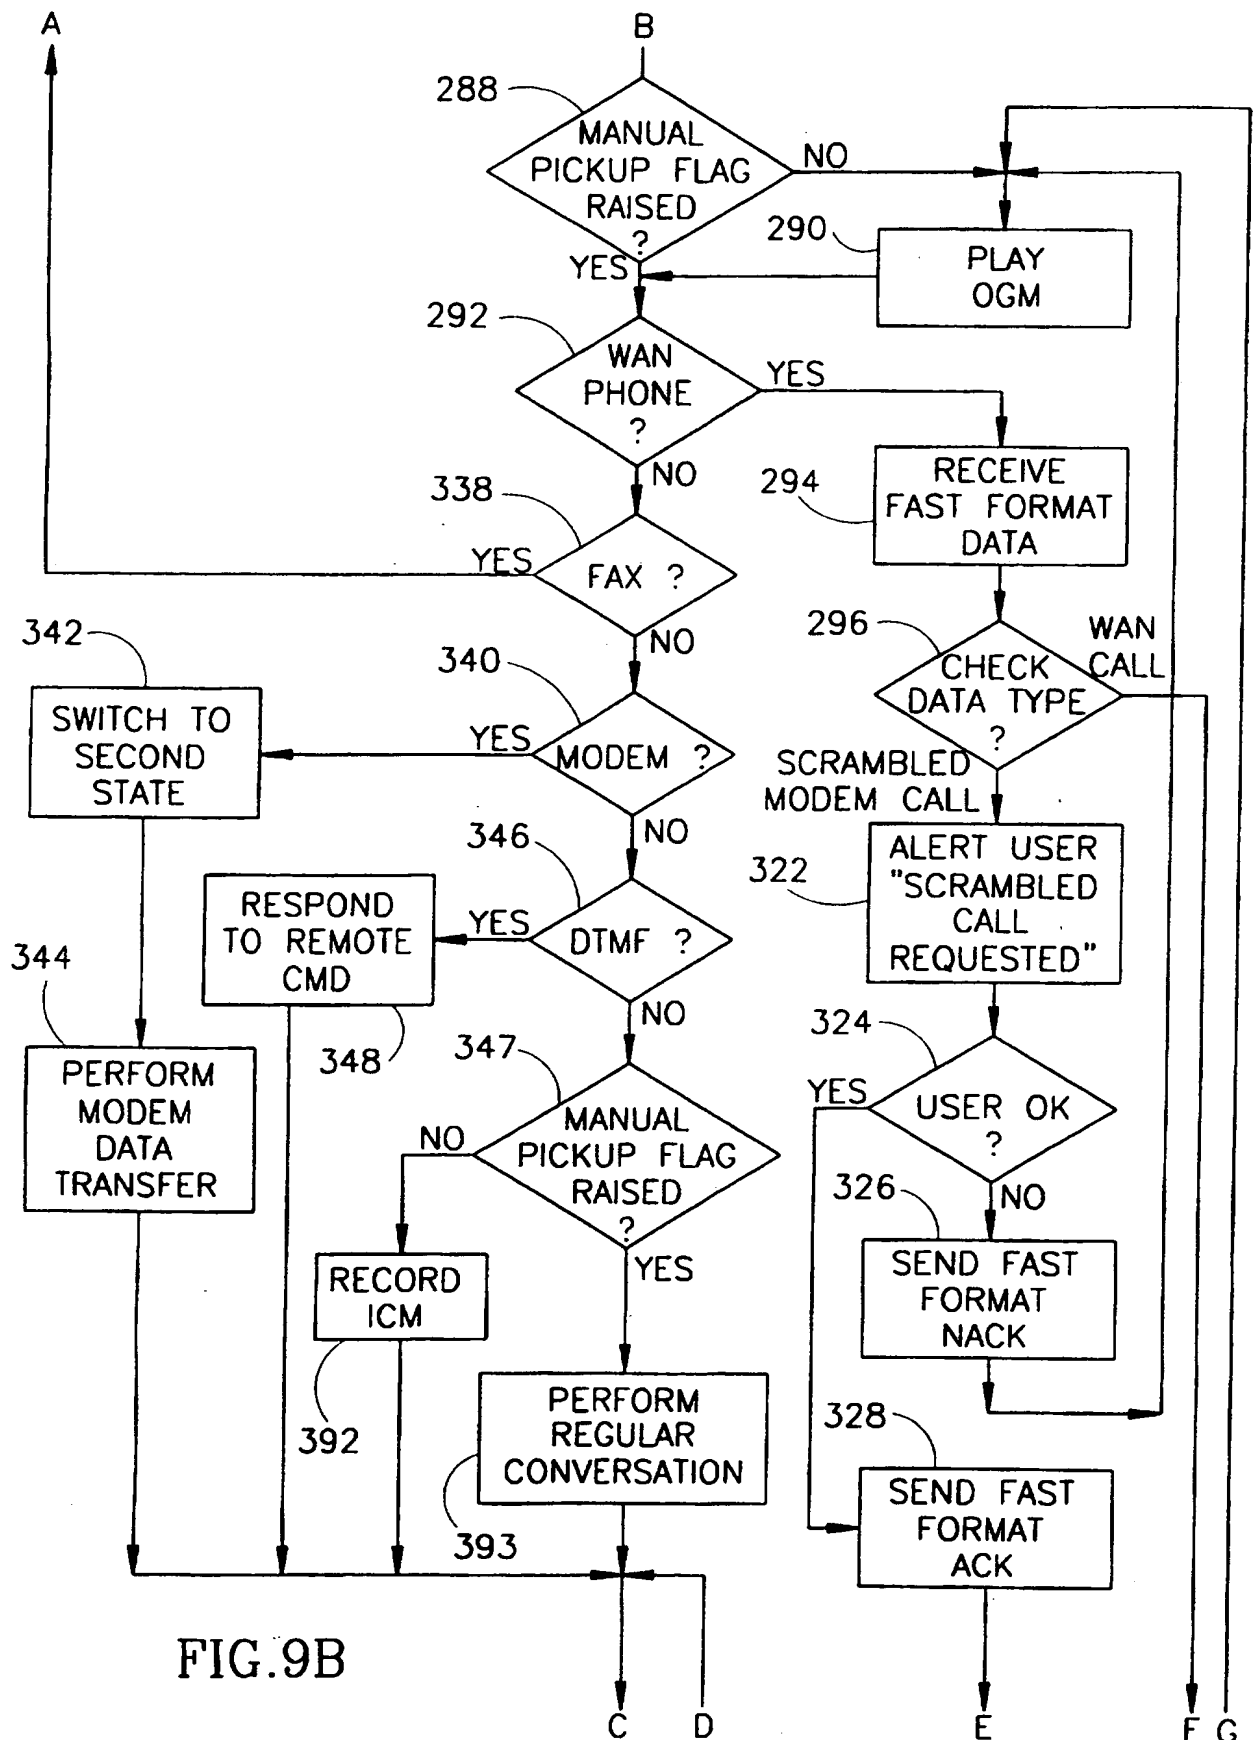 A
B
288
MANUAL
PICKUP FLAG
RAISED
?
NO
YES
290
PLAY
OGM
292
WAN
PHONE
?
YES
NO
294
RECEIVE
FAST FORMAT
DATA
338
FAX ?
YES
NO
296
CHECK
DATA TYPE
?
WAN
CALL
SCRAMBLED
MODEM CALL
342
SWITCH TO
SECOND
STATE
340
MODEM ?
YES
NO
322
ALERT USER
"SCRAMBLED
CALL
REQUESTED"
346
DTMF ?
YES
NO
RESPOND
TO REMOTE
CMD
348
344
PERFORM
MODEM
DATA
TRANSFER
324
USER OK
?
YES
NO
347
MANUAL
PICKUP FLAG
RAISED
?
NO
YES
326
SEND FAST
FORMAT
NACK
RECORD
ICM
392
PERFORM
REGULAR
CONVERSATION
393
328
SEND FAST
FORMAT
ACK
FIG.9B
C
D
E
F
G